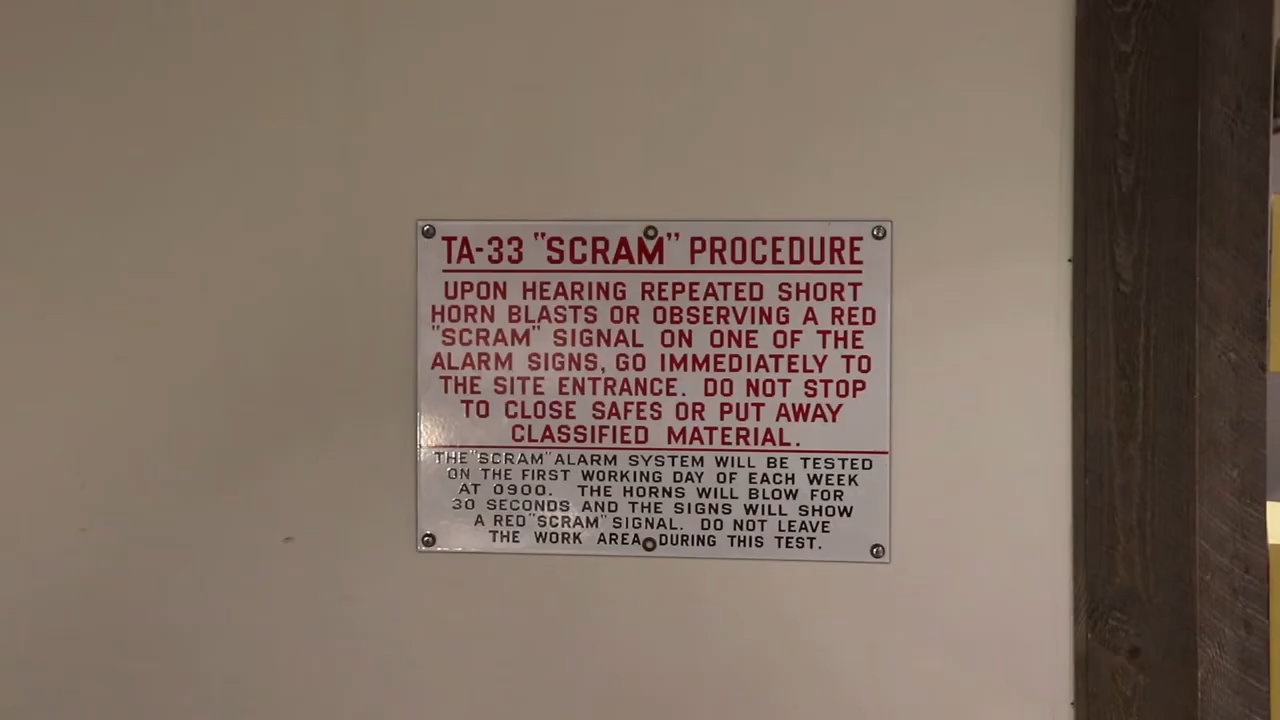 TA-33 "SCRAM" PROCEDURE
UPON HEARING REPEATED SHORT
HORN BLASTS OR OBSERVING A RED
"SCRAM" SIGNAL ON ONE OF THE
ALARM SIGNS, GO IMMEDIATELY TO
THE SITE ENTRANCE. DO NOT STOP
TO CLOSE SAFES OR PUT AWAY
CLASSIFIED MATERIAL.
THE "SCRAM" ALARM SYSTEM WILL BE TESTED
ON THE FIRST WORKING DAY OF EACH WEEK
AT 0900. THE HORNS WILL BLOW FOR
30 SECONDS AND THE SIGNS WILL SHOW
A RED "SCRAM" SIGNAL. DO NOT LEAVE
THE WORK AREA DURING THIS TEST.